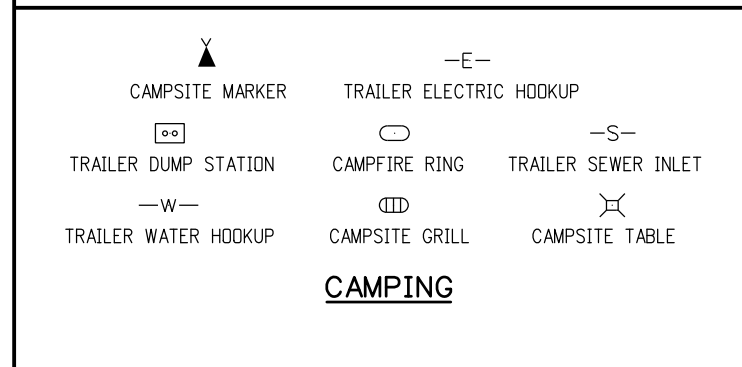 —E—
CAMPSITE MARKER TRAILER ELECTRIC HOOKUP
—S—
TRAILER DUMP STATION CAMPFIRE RING TRAILER SEWER INLET
—W—
TRAILER WATER HOOKUP CAMPSITE GRILL CAMPSITE TABLE
CAMPING